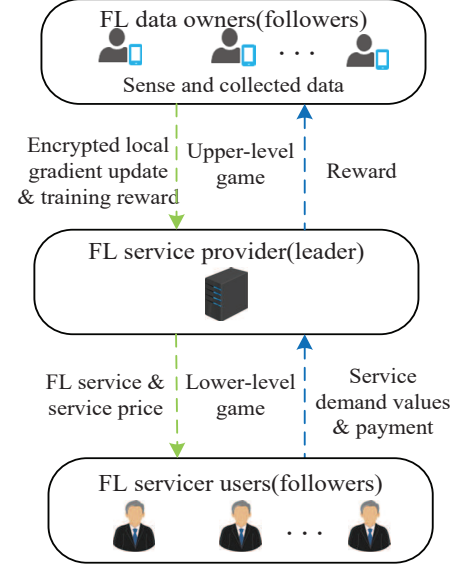 FL data owners(followers)
. . .
Sense and collected data
Encrypted local
gradient update
& training reward
Upper-level
game
Reward
FL service provider(leader)
FL service &
service price
Lower-level
game
Service
demand values
& payment
FL servicer users(followers)
. . .